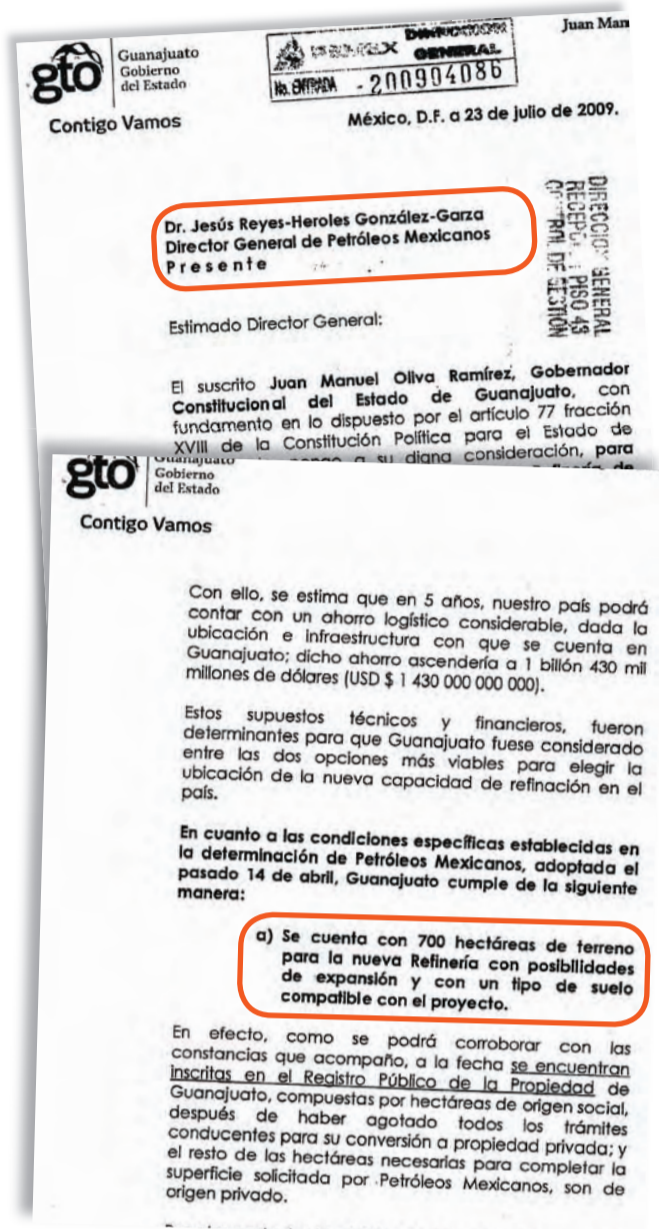 gto
Guanajuato
Gobierno
del Estado
Contigo Vamos
GENERAL
No. ENTRADA - 200904086
Juan Man
México, D.F. a 23 de julio de 2009.
DIRECCION GENERAL
PISO 43
CONTROL DE GESTIÓN
Dr. Jesús Reyes-Heroles González-Garza
Director General de Petróleos Mexicanos
P r e s e n t e
Estimado Director General:
El suscrito Juan Manuel Oliva Ramírez, Gobernador
Constitucional del Estado de Guanajuato, con
fundamento en lo dispuesto por el artículo 77 fracción
XVIII de la Constitución Política para el Estado de
a su digna consideración, para
de
gto
Guanajuato
Gobierno
del Estado
Contigo Vamos
Con ello, se estima que en 5 años, nuestro país podrá
contar con un ahorro logístico considerable, dada la
ubicación e infraestructura con que se cuenta en
Guanajuato; dicho ahorro ascendería a 1 billón 430 mil
millones de dólares (USD $ 1 430 000 000 000).
Estos supuestos técnicos y financieros, fueron
determinantes para que Guanajuato fuese considerado
entre las dos opciones más viables para elegir la
ubicación de la nueva capacidad de refinación en el
país.
En cuanto a las condiciones específicas establecidas en
la determinación de Petróleos Mexicanos, adoptada el
pasado 14 de abril, Guanajuato cumple de la siguiente
manera:
a) Se cuenta con 700 hectáreas de terreno
para la nueva Refinería con posibilidades
de expansión y con un tipo de suelo
compatible con el proyecto.
En efecto, como se podrá corroborar con las
constancias que acompaño, a la fecha se encuentran
inscritas en el Registro Público de la Propiedad de
Guanajuato, compuestas por hectáreas de origen social,
después de haber agotado todos los trámites
conducentes para su conversión a propiedad privada; y
el resto de las hectáreas necesarias para completar la
superficie solicitada por Petróleos Mexicanos, son de
origen privado.